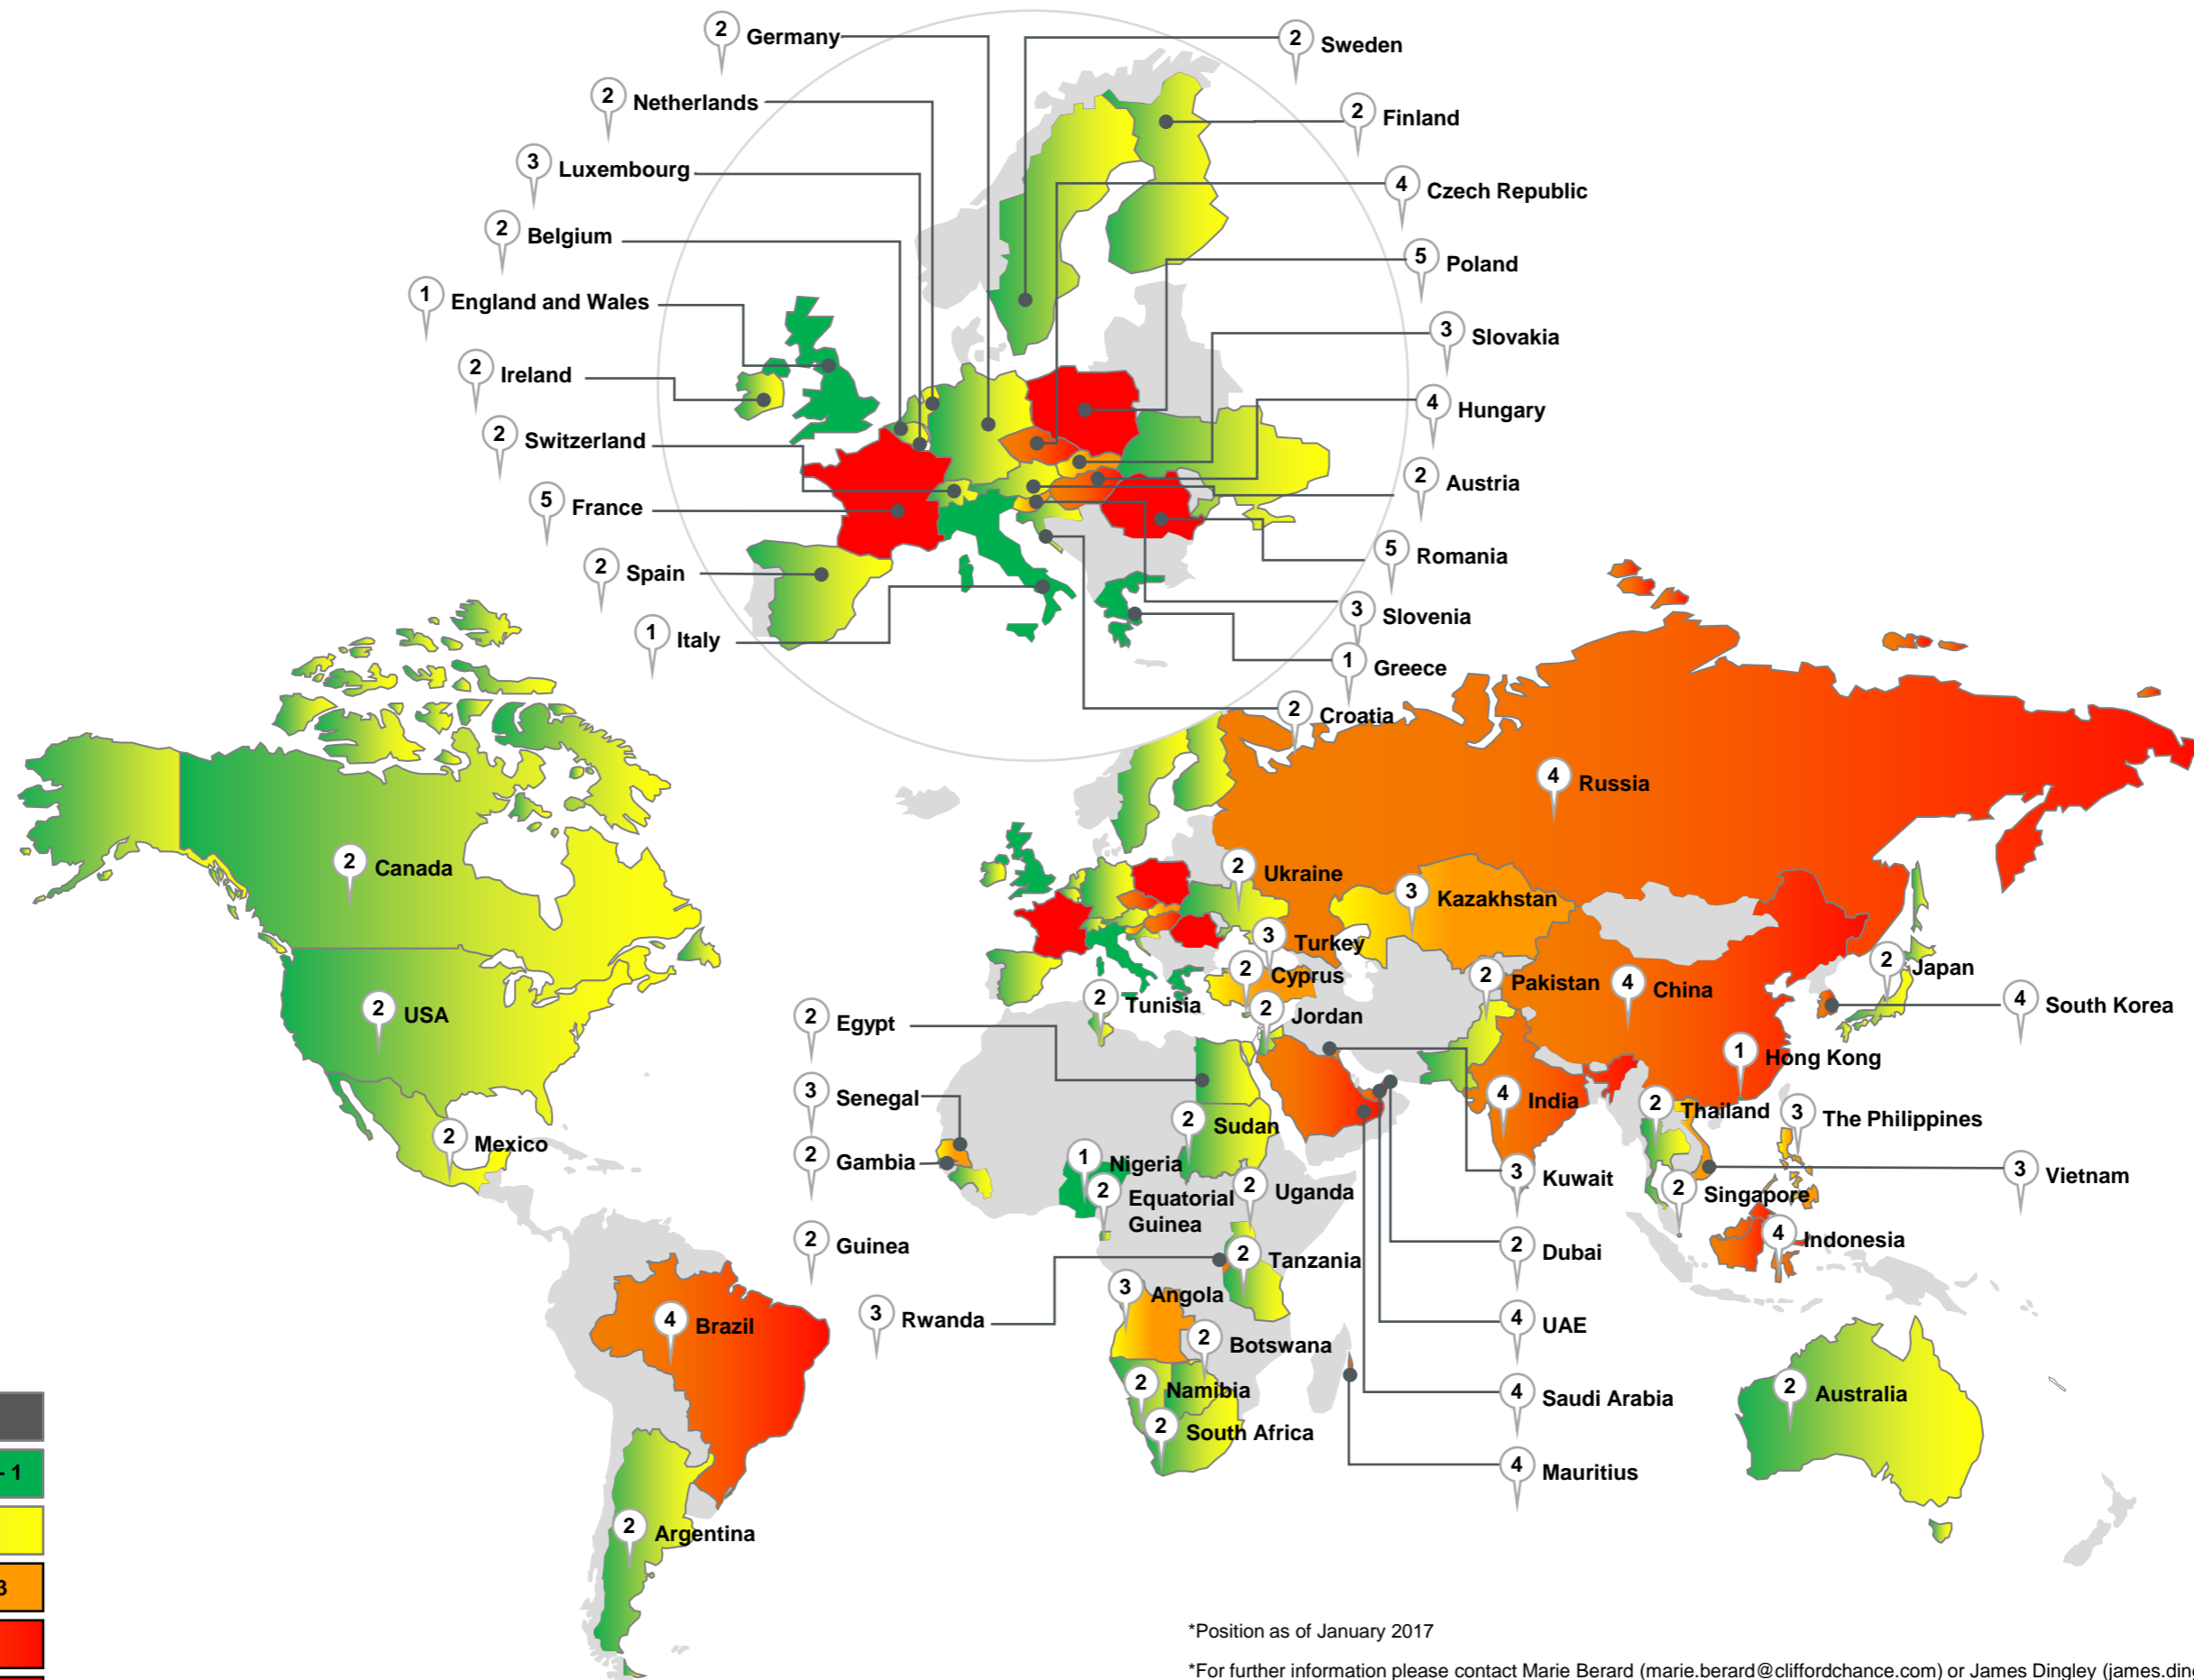 2 Germany
2 Sweden
2 Netherlands
2 Finland
3 Luxembourg
4 Czech Republic
2 Belgium
5 Poland
1 England and Wales
3 Slovakia
2 Ireland
4 Hungary
2 Switzerland
2 Austria
5 France
5 Romania
2 Spain
3 Slovenia
1 Italy
1 Greece
2 Croatia
4 Russia
2 Canada
2 Ukraine
3 Kazakhstan
3 Turkey
2 Cyprus
2 Pakistan
4 China
2 Japan
2 Tunisia
2 Jordan
4 South Korea
2 USA
2 Egypt
1 Hong Kong
3 Senegal
4 India
2 Thailand
3 The Philippines
2 Sudan
2 Mexico
2 Gambia
1 Nigeria
3 Kuwait
3 Vietnam
2 Equatorial
Guinea
2 Uganda
2 Singapore
2 Guinea
2 Tanzania
2 Dubai
4 Indonesia
3 Angola
3 Rwanda
4 Brazil
4 UAE
2 Botswana
2 Namibia
4 Saudi Arabia
2 Australia
2 South Africa
- 1
4 Mauritius
2 Argentina
3
*Position as of January 2017
*For further information please contact Marie Berard (marie.berard@cliffordchance.com) or James Dingley (james.ding